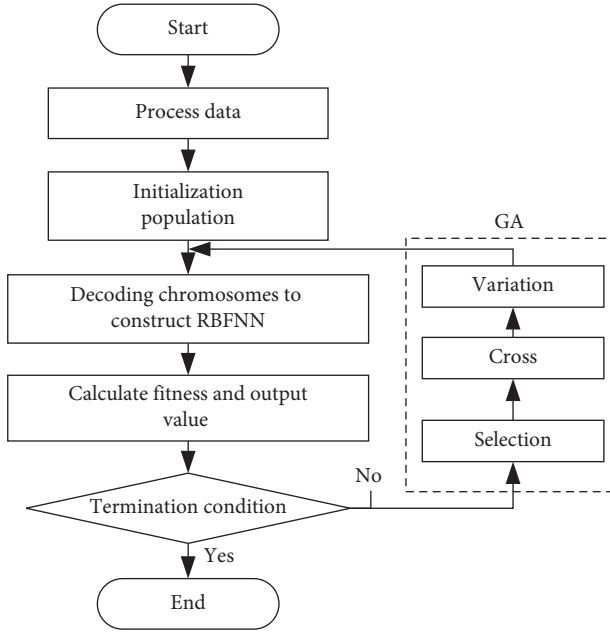 Start
Process data
Initialization
population
GA
Variation
Decoding chromosomes to
construct RBFNN
Cross
Calculate fitness and output
value
Selection
No
Termination condition
Yes
End